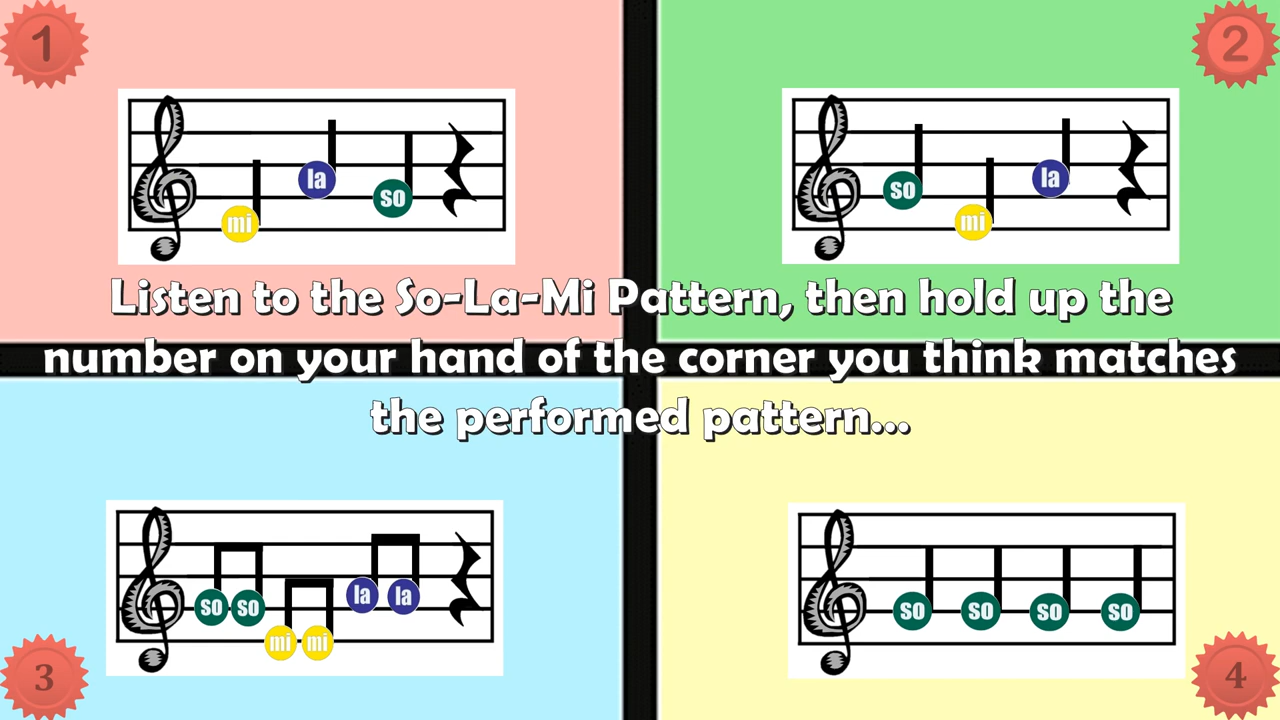 1
2
mi la so
so mi la
Listen to the So-La-Mi Pattern, then hold up the
number on your hand of the corner you think matches
the performed pattern...
so so mi mi la la
so so so so
3
4